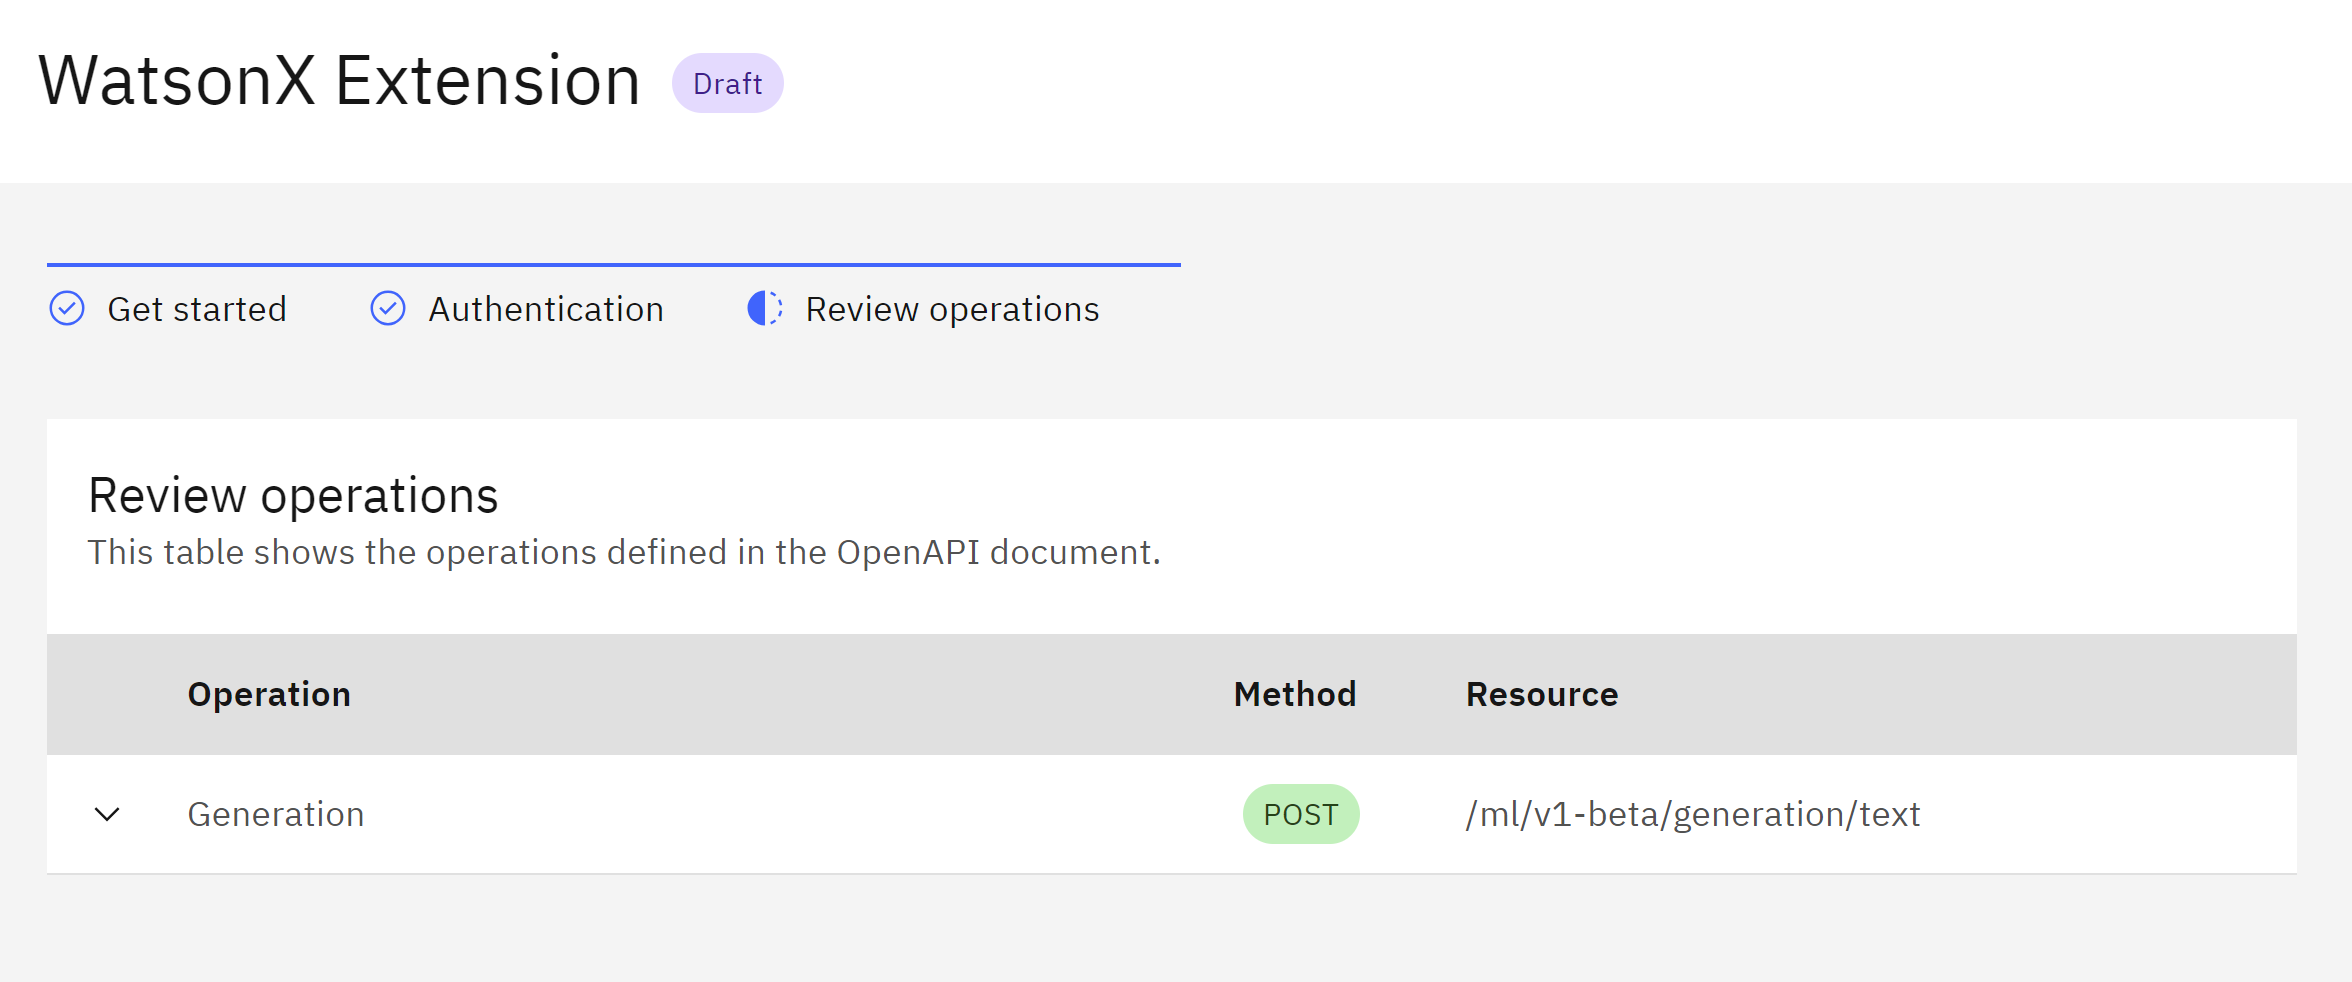 WatsonX Extension Draft
Get started Authentication Review operations
Review operations
This table shows the operations defined in the OpenAPI document.
Operation Method Resource
Generation POST /ml/v1-beta/generation/text